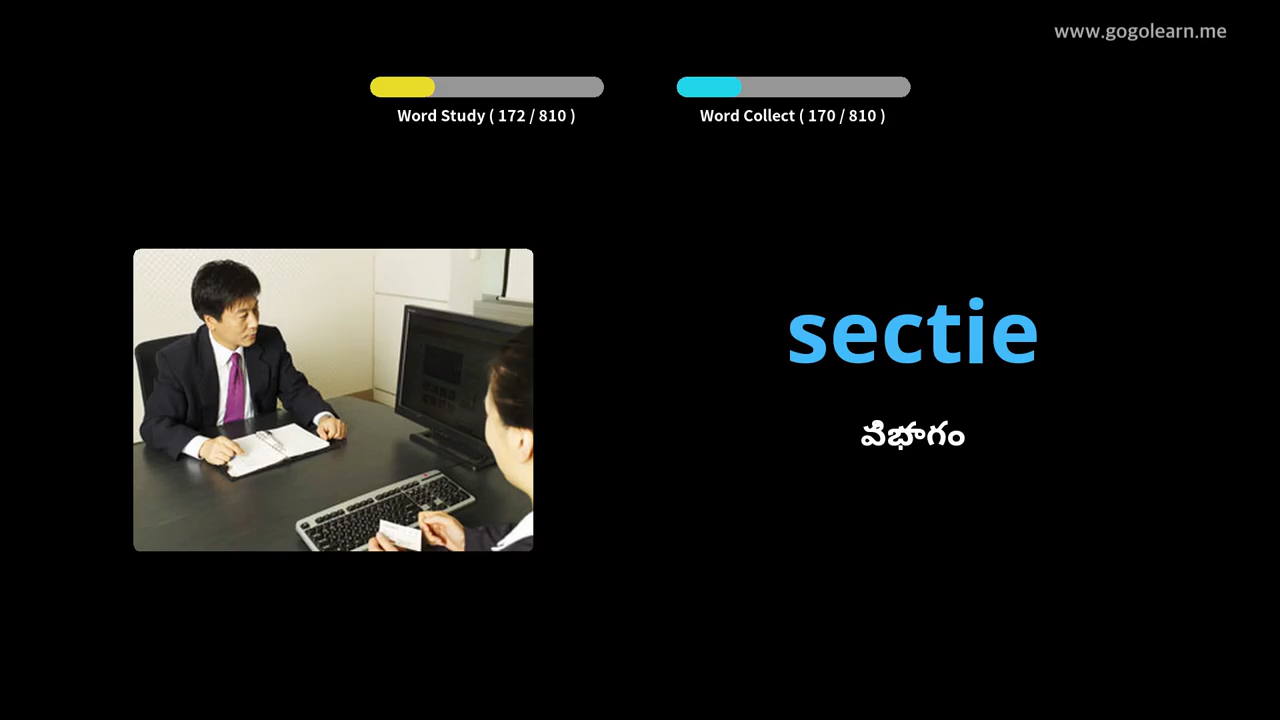 www.gogolearn.me
Word Study ( 172 / 810 )
Word Collect ( 170 / 810 )
sectie
విభాగం